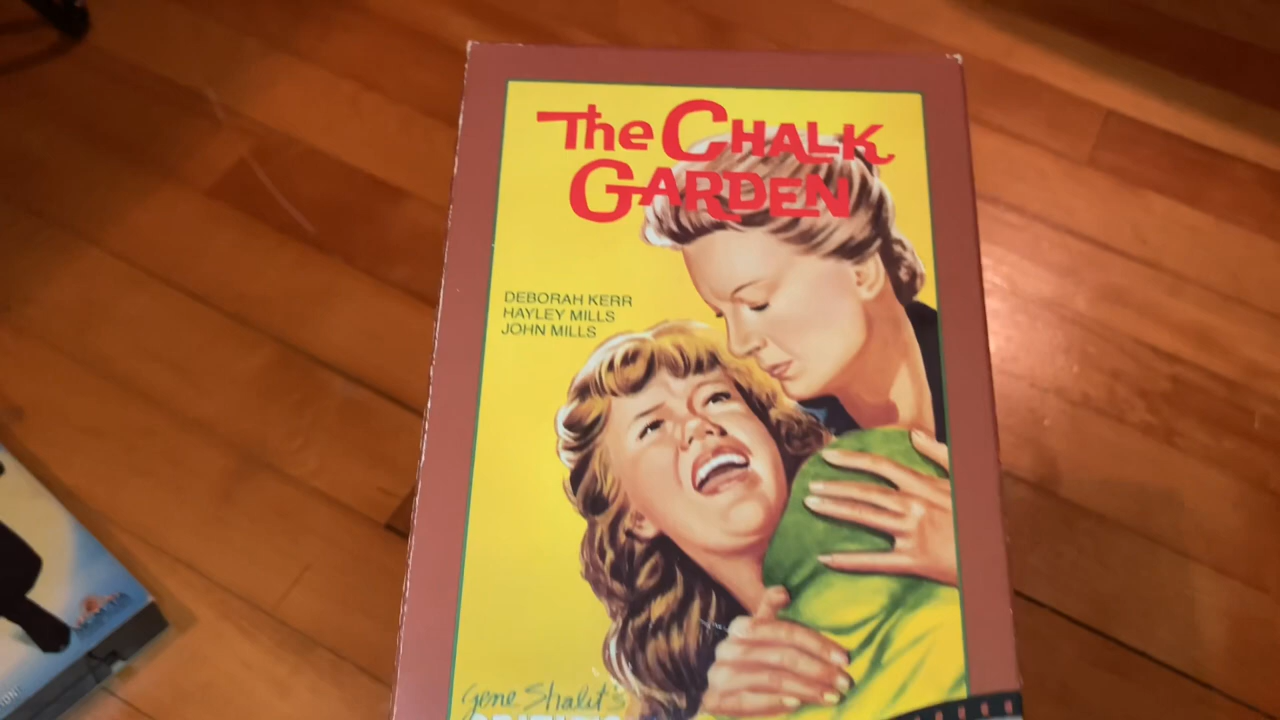 The CHALK
GARDEN
DEBORAH KERR
HAYLEY MILLS
JOHN MILLS
Gene Shalit's